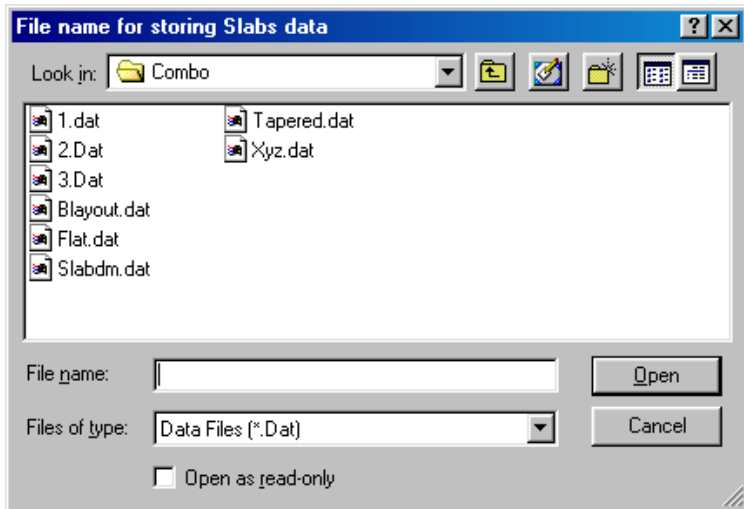 File name for storing Slabs data
Look in: Combo
1.dat
2.Dat
3.Dat
Blayout.dat
Flat.dat
Slabdm.dat
Tapered.dat
Xyz.dat
File name:
Open
Files of type: Data Files (*.Dat)
Cancel
Open as read-only